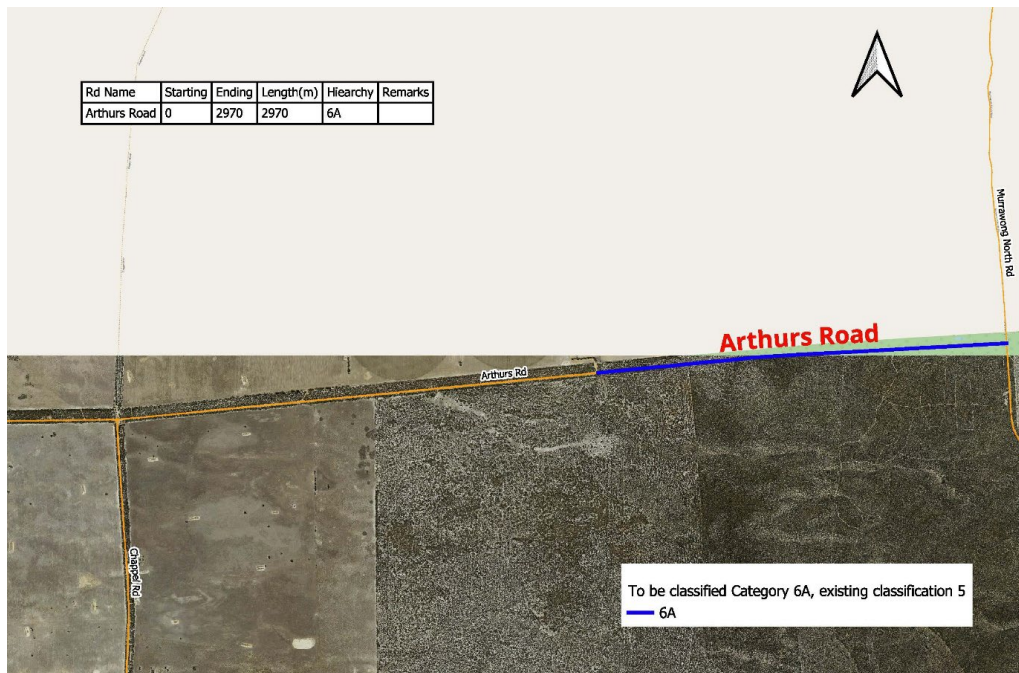 Rd Name Starting Ending Length(m) Hiearchy Remarks
Arthurs Road 0 2970 2970 6A
Murrawong North Rd
Arthurs Road
Arthurs Rd
Chappel Rd
To be classified Category 6A, existing classification 5
6A